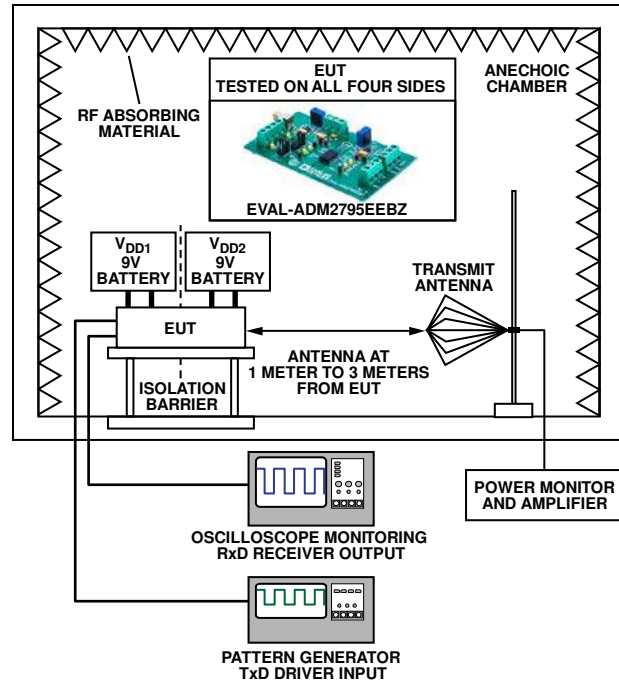 EUT
TESTED ON ALL FOUR SIDES
ANECHOIC
CHAMBER
RF ABSORBING
MATERIAL
EVAL-ADM2795EEBZ
VDD1
9V
BATTERY
VDD2
9V
BATTERY
TRANSMIT
ANTENNA
EUT
ANTENNA AT
1 METER TO 3 METERS
FROM EUT
ISOLATION
BARRIER
POWER MONITOR
AND AMPLIFIER
OSCILLOSCOPE MONITORING
RxD RECEIVER OUTPUT
PATTERN GENERATOR
TxD DRIVER INPUT